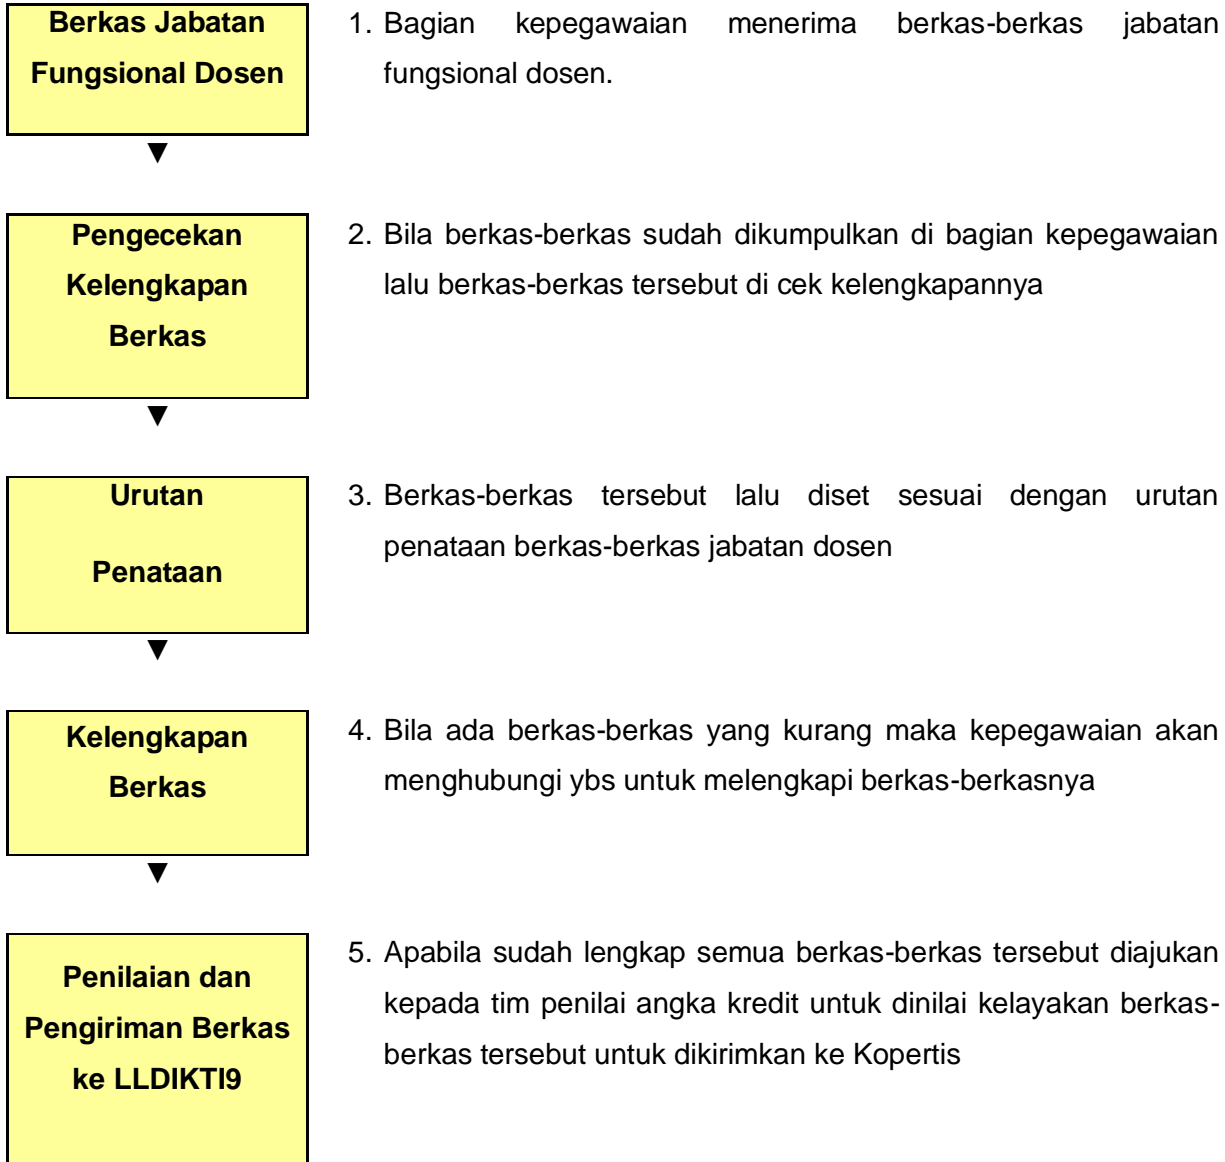 Berkas Jabatan
Fungsional Dosen
1. Bagian kepegawaian menerima berkas-berkas jabatan
fungsional dosen.
▼
Pengecekan
Kelengkapan
Berkas
2. Bila berkas-berkas sudah dikumpulkan di bagian kepegawaian
lalu berkas-berkas tersebut di cek kelengkapannya
▼
Urutan
Penataan
3. Berkas-berkas tersebut lalu diset sesuai dengan urutan
penataan berkas-berkas jabatan dosen
▼
Kelengkapan
Berkas
4. Bila ada berkas-berkas yang kurang maka kepegawaian akan
menghubungi ybs untuk melengkapi berkas-berkasnya
▼
Penilaian dan
Pengiriman Berkas
ke LLDIKTI9
5. Apabila sudah lengkap semua berkas-berkas tersebut diajukan
kepada tim penilai angka kredit untuk dinilai kelayakan berkas-
berkas tersebut untuk dikirimkan ke Kopertis